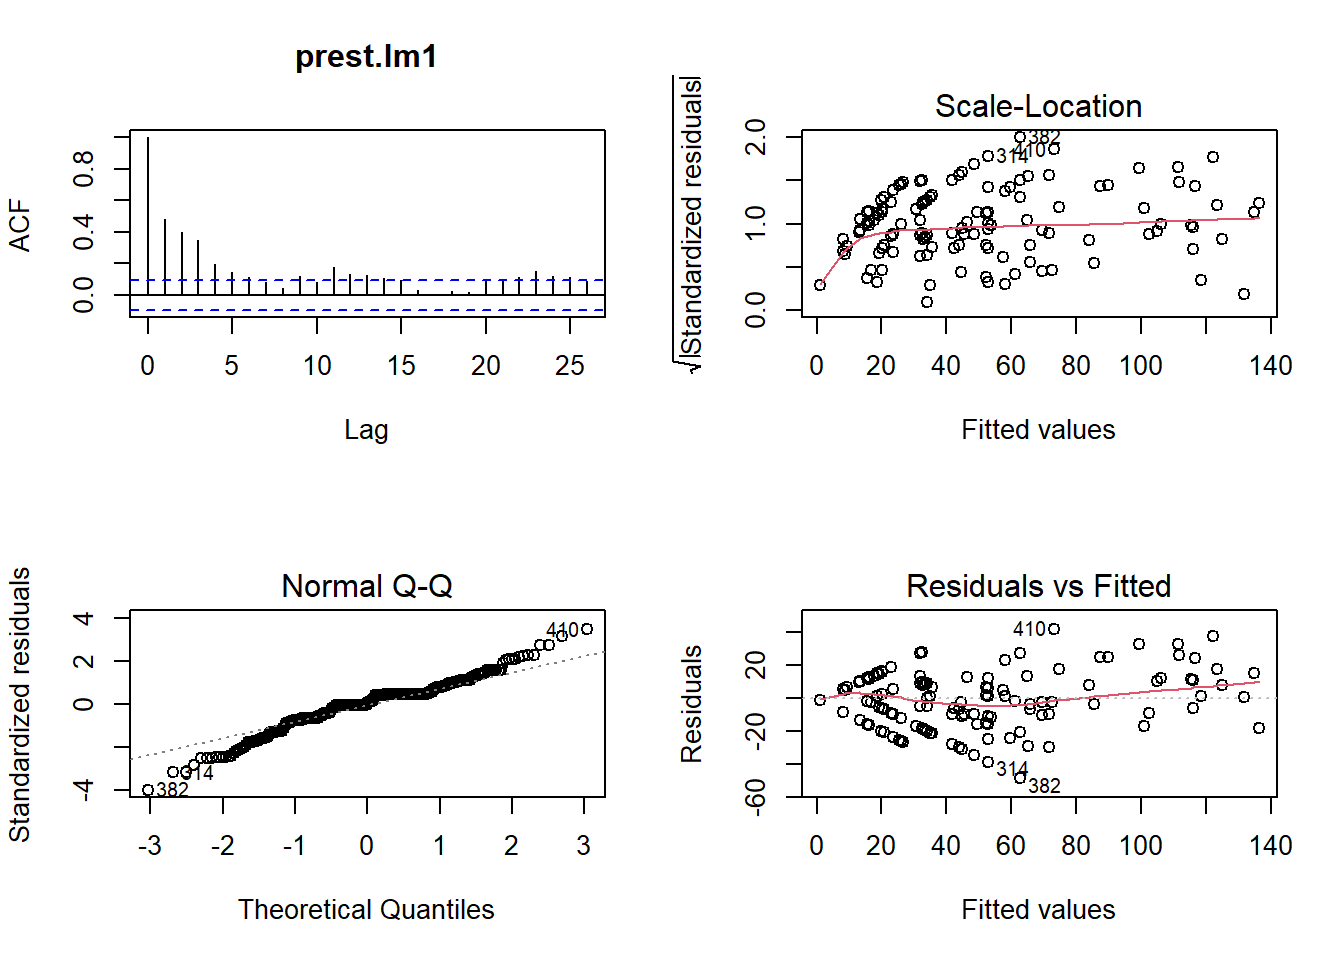 prest.lm1
ACF
0.0 0.4 0.8
0 5 10 15 20 25
Lag
Scale-Location
√|Standardized residuals|
0.0 1.0 2.0
382
410
314
0 20 40 60 80 100 140
Fitted values
Normal Q-Q
Standardized residuals
-4 0 2 4
410
314
382
-3 -2 -1 0 1 2 3
Theoretical Quantiles
Residuals vs Fitted
Residuals
-60 -20 20
410
314
382
0 20 40 60 80 100 140
Fitted values